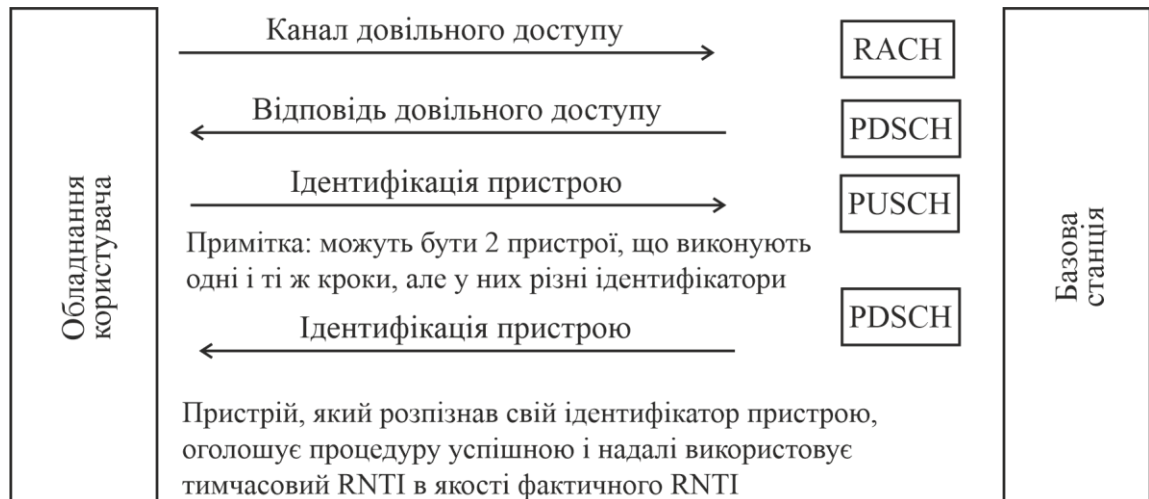 Канал довільного доступу
RACH
Відповідь довільного доступу
PDSCH
Ідентифікація пристрою
PUSCH
Примітка: можуть бути 2 пристрої, що виконують
одні і ті ж кроки, але у них різні ідентифікатори
Ідентифікація пристрою
PDSCH
Пристрій, який розпізнав свій ідентифікатор пристрою,
оголошує процедуру успішною і надалі використовує
тимчасовий RNTI в якості фактичного RNTI
Обладнання
користувача
Базова
станція